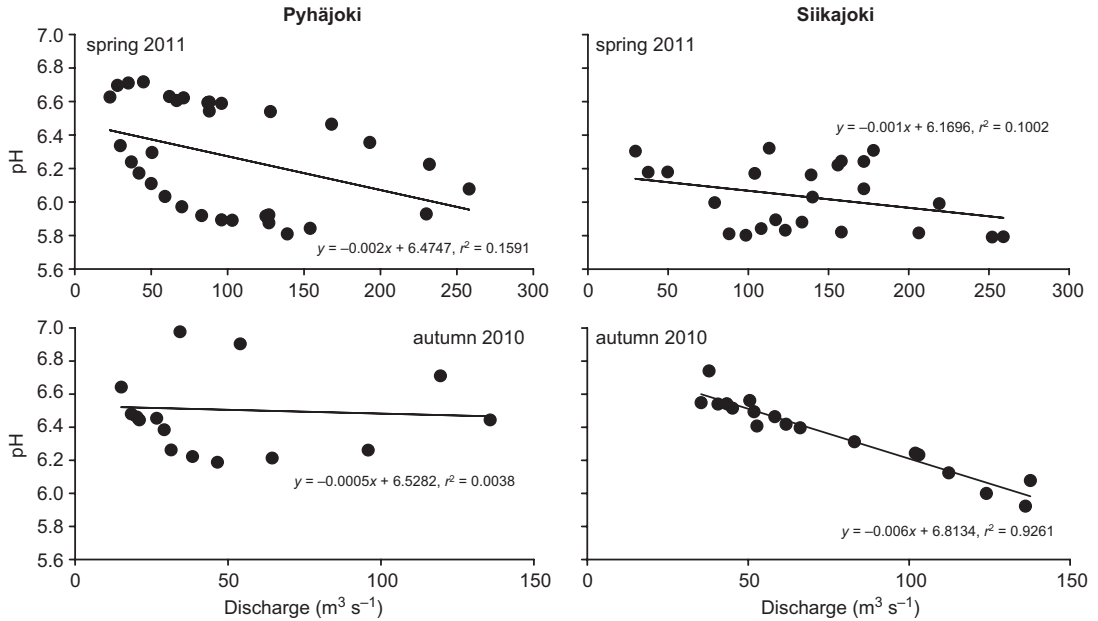 Pyhäjoki
Siikajoki
7.0
6.8
6.6
6.4
6.2
6.0
5.8
5.6
pH
spring 2011
y = –0.002x + 6.4747, r² = 0.1591
0 50 100 150 200 250 300
spring 2011
y = –0.001x + 6.1696, r² = 0.1002
0 50 100 150 200 250 300
7.0
6.8
6.6
6.4
6.2
6.0
5.8
5.6
pH
autumn 2010
y = –0.0005x + 6.5282, r² = 0.0038
0 50 100 150
Discharge (m³ s⁻¹)
autumn 2010
y = –0.006x + 6.8134, r² = 0.9261
0 50 100 150
Discharge (m³ s⁻¹)